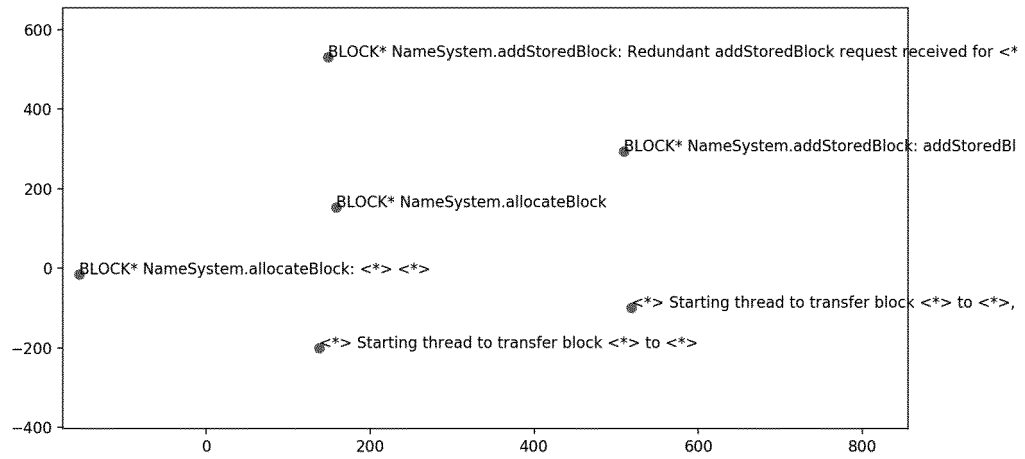 600
BLOCK* NameSystem.addStoredBlock: Redundant addStoredBlock request received for <*
400
BLOCK* NameSystem.addStoredBlock: addStoredBl
200
BLOCK* NameSystem.allocateBlock
0
BLOCK* NameSystem.allocateBlock: <*> <*>
<*> Starting thread to transfer block <*> to <*>,
−200
<*> Starting thread to transfer block <*> to <*>
−400
0 200 400 600 800